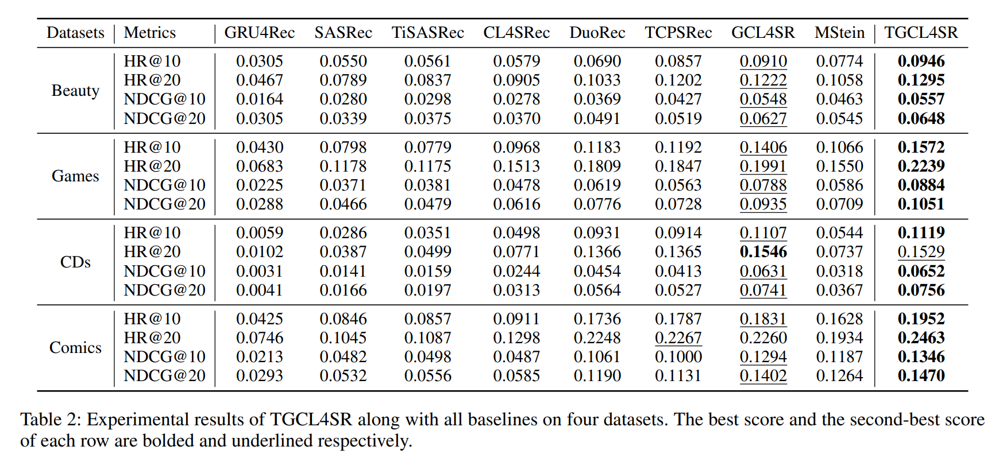 Datasets Metrics GRU4Rec SASRec TiSASRec CL4SRec DuoRec TCPSRec GCL4SR MStein TGCL4SR
HR@10 0.0305 0.0550 0.0561 0.0579 0.0690 0.0857 0.0910 0.0774 0.0946
HR@20 0.0467 0.0789 0.0837 0.0905 0.1033 0.1202 0.1222 0.1058 0.1295
Beauty
NDCG@10 0.0164 0.0280 0.0298 0.0278 0.0369 0.0427 0.0548 0.0463 0.0557
NDCG@20 0.0305 0.0339 0.0375 0.0370 0.0491 0.0519 0.0627 0.0545 0.0648
HR@10 0.0430 0.0798 0.0779 0.0968 0.1183 0.1192 0.1406 0.1066 0.1572
HR@20 0.0683 0.1178 0.1175 0.1513 0.1809 0.1847 0.1991 0.1550 0.2239
Games
NDCG@10 0.0225 0.0371 0.0381 0.0478 0.0619 0.0563 0.0788 0.0586 0.0884
NDCG@20 0.0288 0.0466 0.0479 0.0616 0.0776 0.0728 0.0935 0.0709 0.1051
HR@10 0.0059 0.0286 0.0351 0.0498 0.0931 0.0914 0.1107 0.0544 0.1119
HR@20 0.0102 0.0387 0.0499 0.0771 0.1366 0.1365 0.1546 0.0737 0.1529
CDs
NDCG@10 0.0031 0.0141 0.0159 0.0244 0.0454 0.0413 0.0631 0.0318 0.0652
NDCG@20 0.0041 0.0166 0.0197 0.0313 0.0564 0.0527 0.0741 0.0367 0.0756
HR@10 0.0425 0.0846 0.0857 0.0911 0.1736 0.1787 0.1831 0.1628 0.1952
HR@20 0.0746 0.1045 0.1087 0.1298 0.2248 0.2267 0.2260 0.1934 0.2463
Comics
NDCG@10 0.0213 0.0482 0.0498 0.0487 0.1061 0.1000 0.1294 0.1187 0.1346
NDCG@20 0.0293 0.0532 0.0556 0.0585 0.1190 0.1131 0.1402 0.1264 0.1470
Table 2: Experimental results of TGCL4SR along with all baselines on four datasets. The best score and the second-best score
of each row are bolded and underlined respectively.